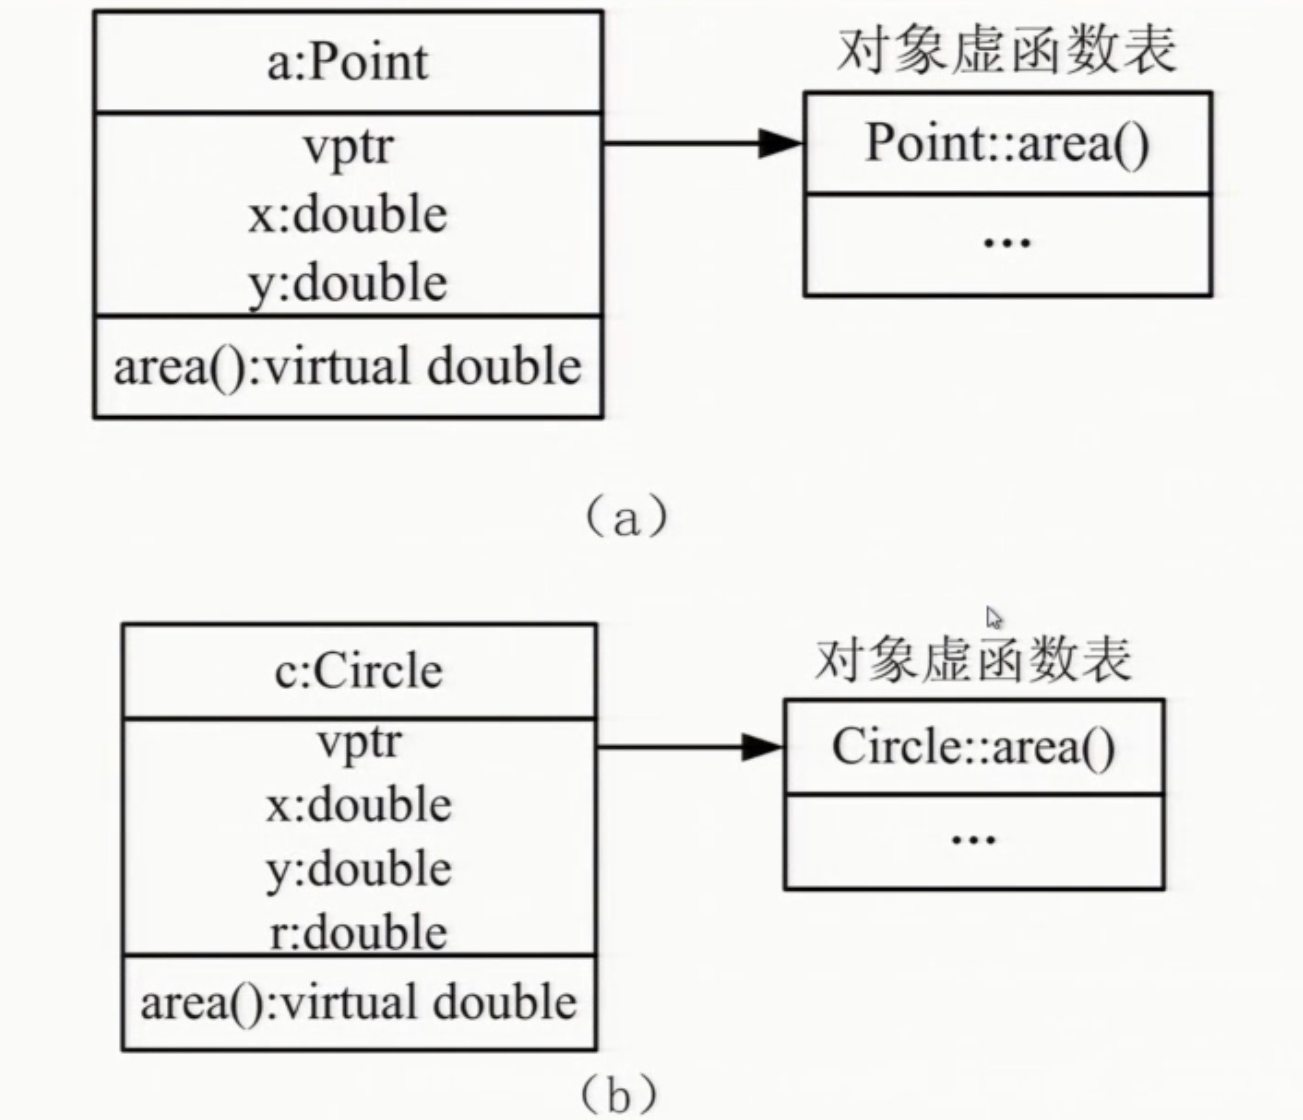 a:Point
vptr
x:double
y:double
area():virtual double
对象虚函数表
Point::area()
...
(a)
c:Circle
vptr
x:double
y:double
r:double
area():virtual double
对象虚函数表
Circle::area()
...
(b)